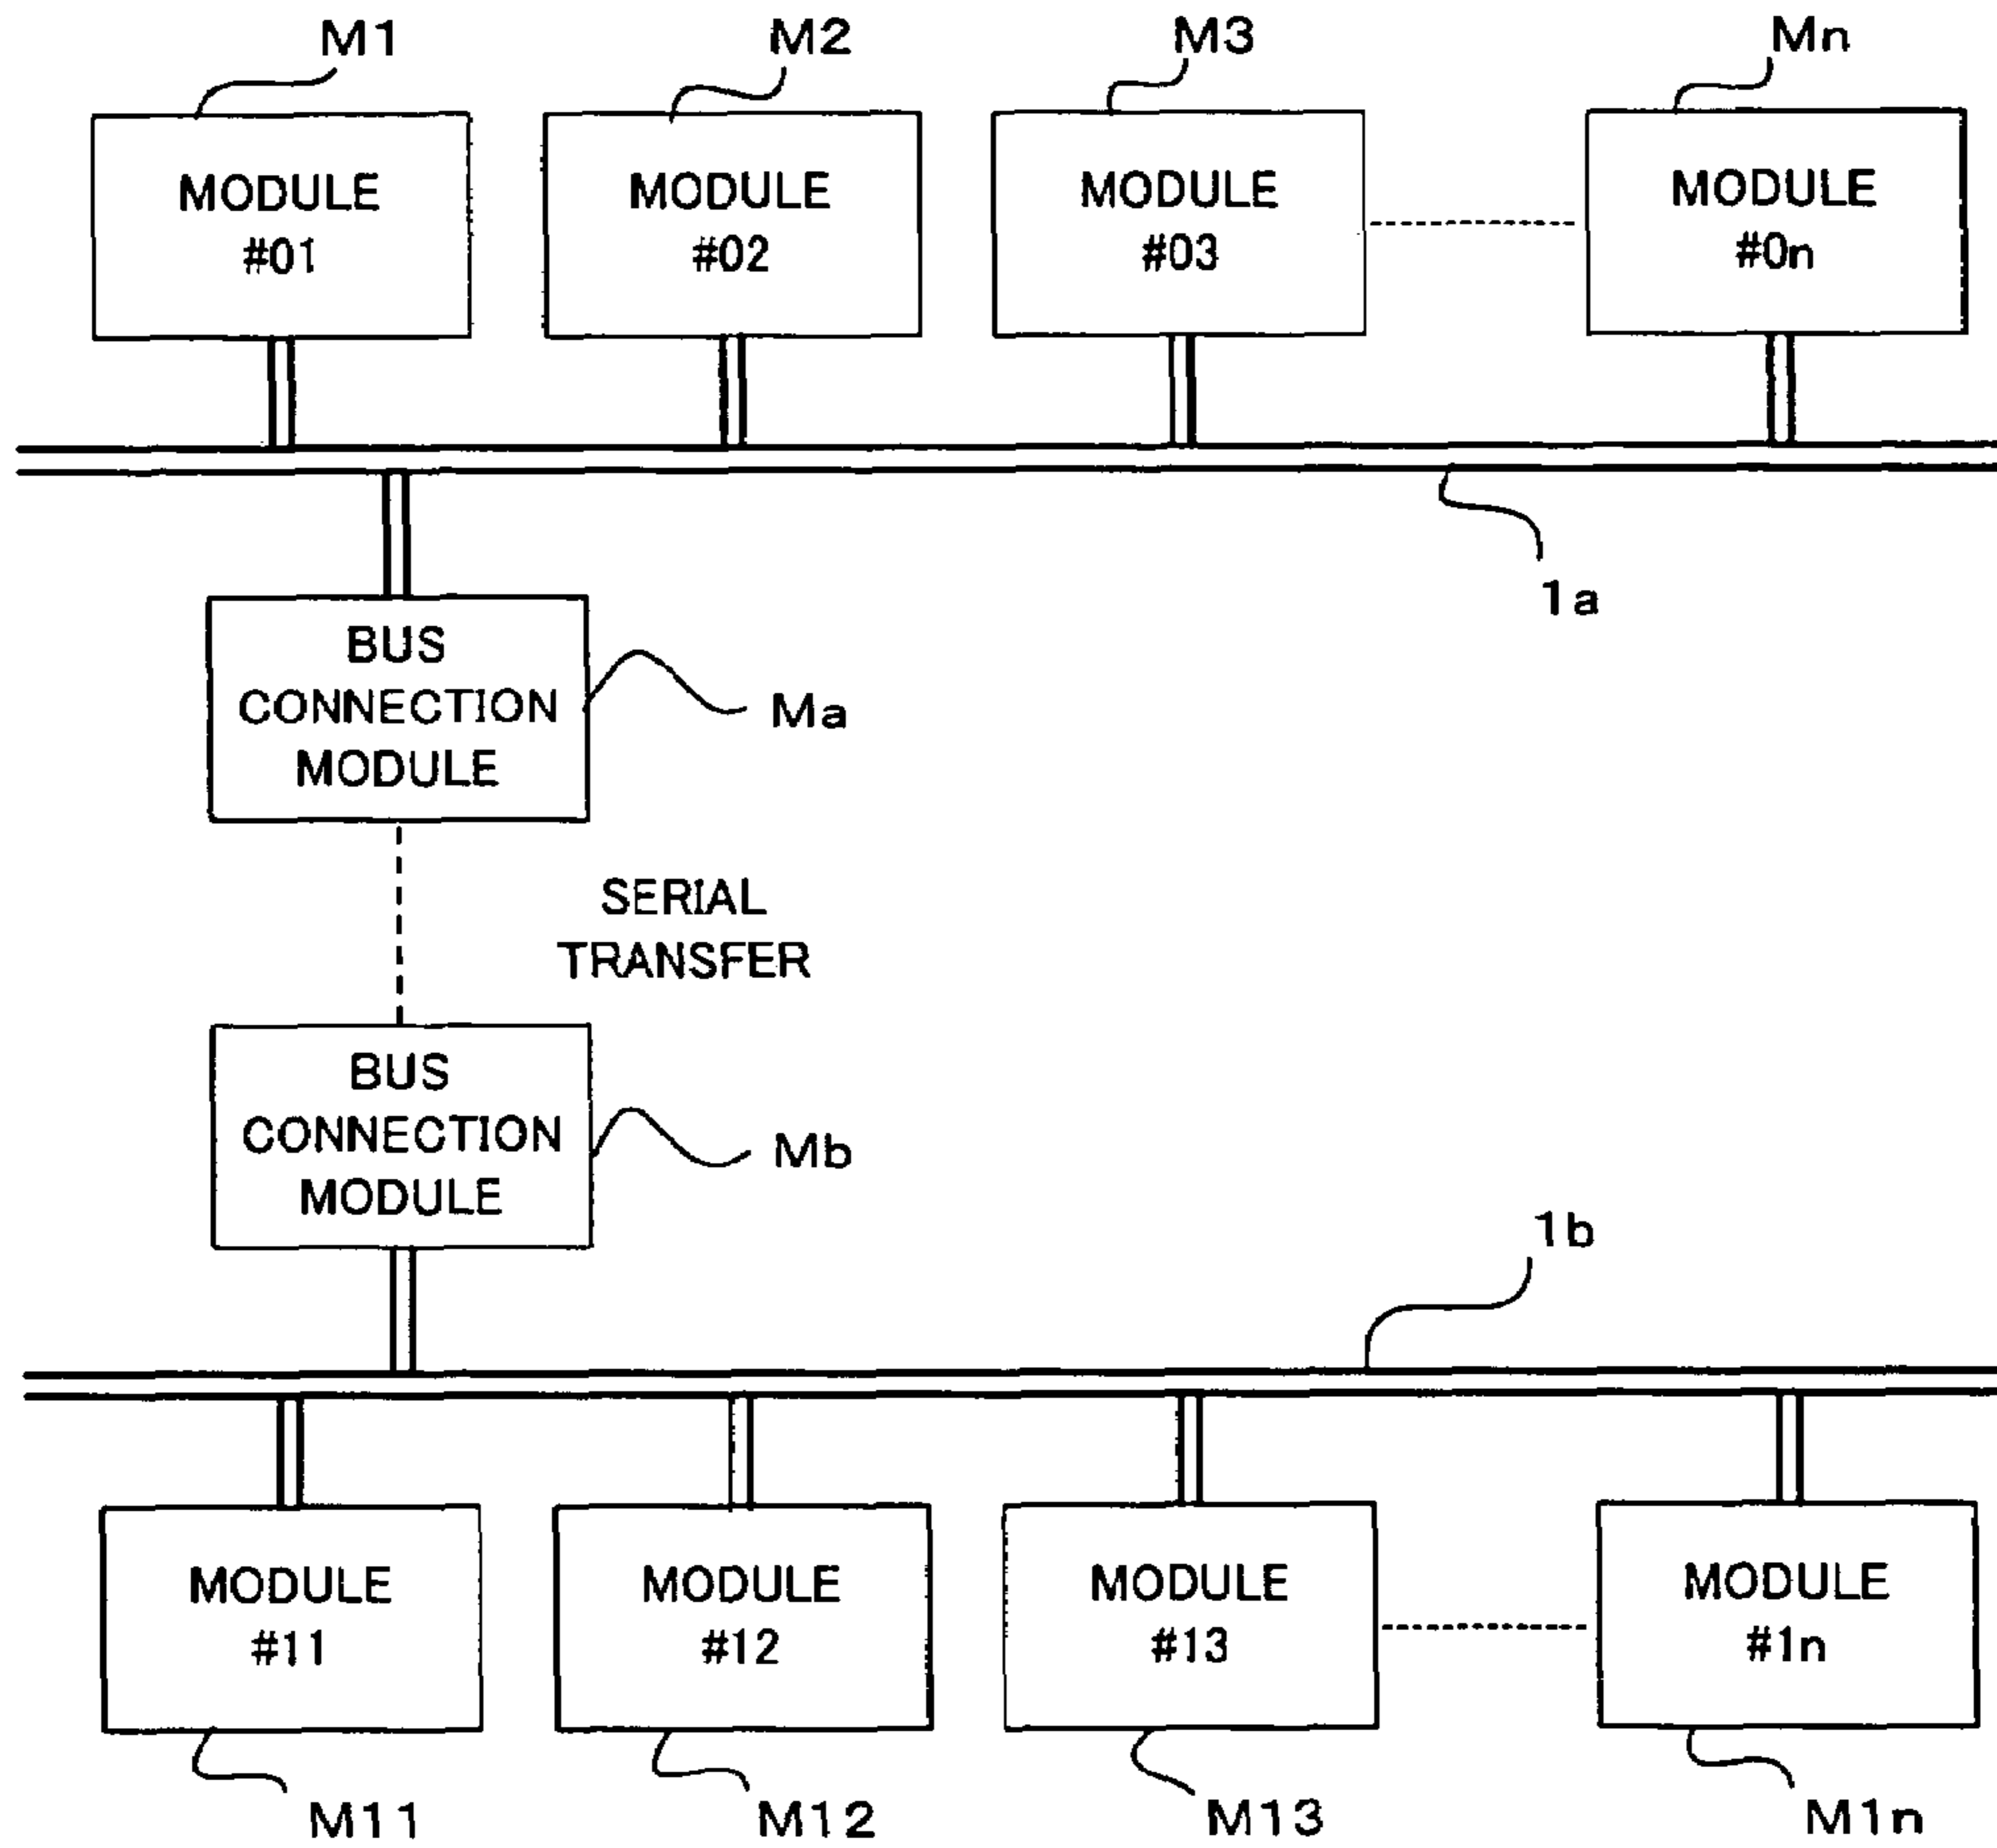 M1
M2
M3
Mn
MODULE
#01
MODULE
#02
MODULE
#03
MODULE
#0n
1a
BUS
CONNECTION
MODULE
Ma
SERIAL
TRANSFER
BUS
CONNECTION
MODULE
Mb
1b
MODULE
#11
MODULE
#12
MODULE
#13
MODULE
#1n
M11
M12
M13
M1n